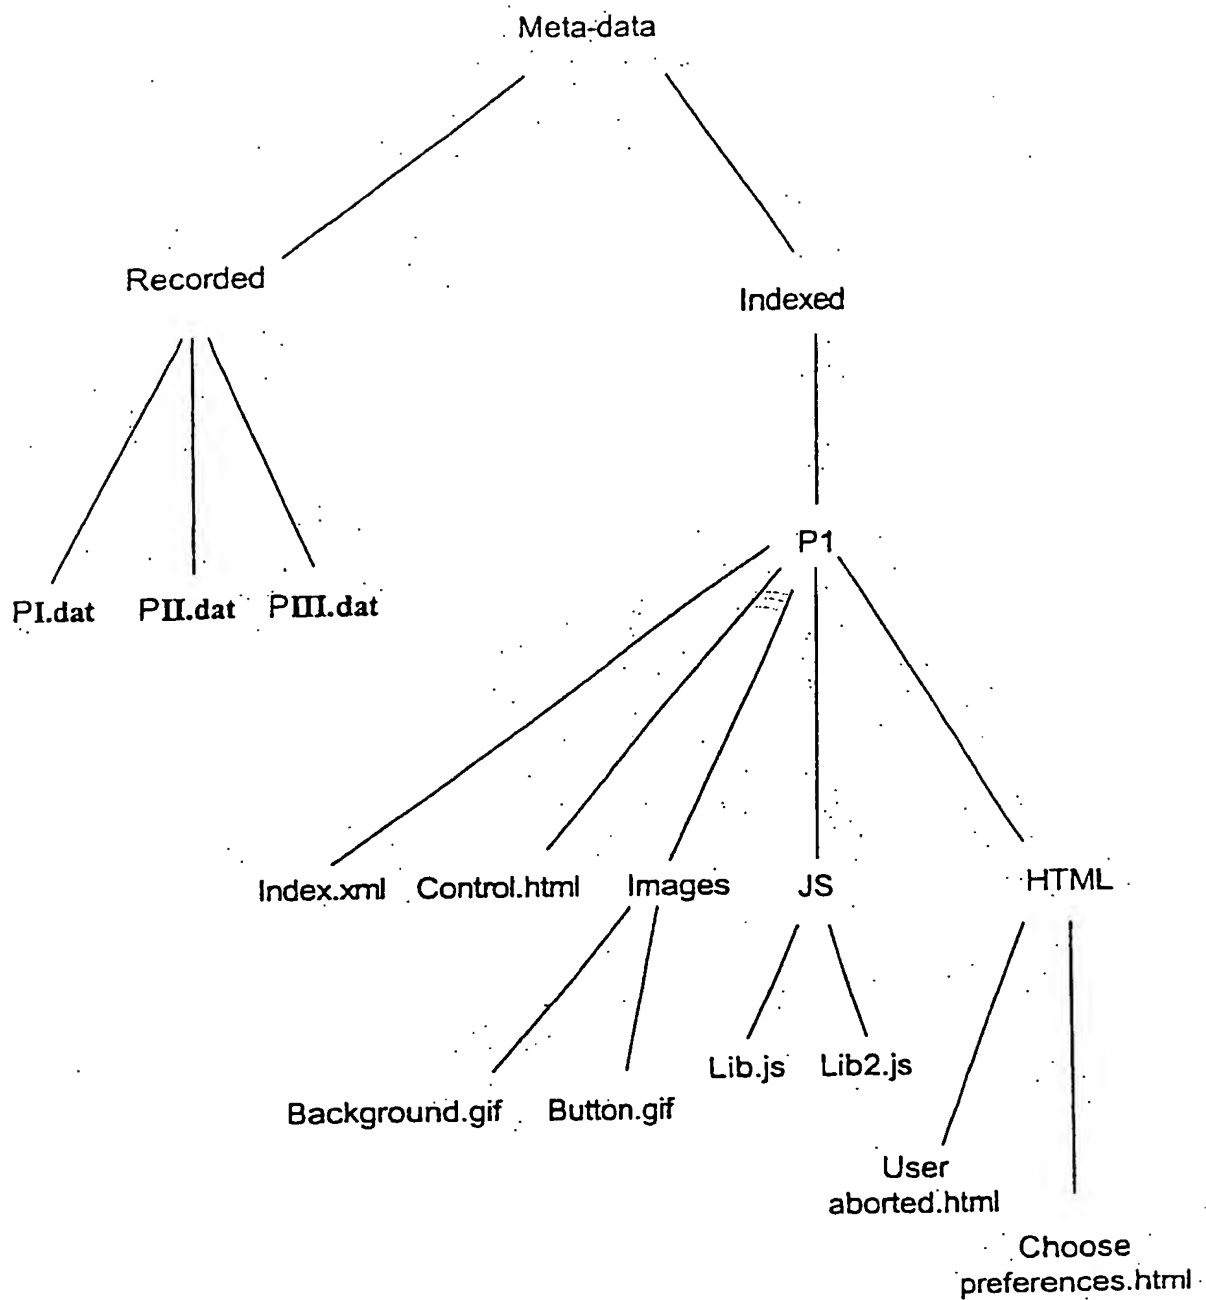 Meta-data
Recorded
Indexed
P1
PI.dat PII.dat PIII.dat
Index.xml Control.html Images JS HTML
Lib.js Lib2.js
Background.gif Button.gif
User
aborted.html
Choose
preferences.html